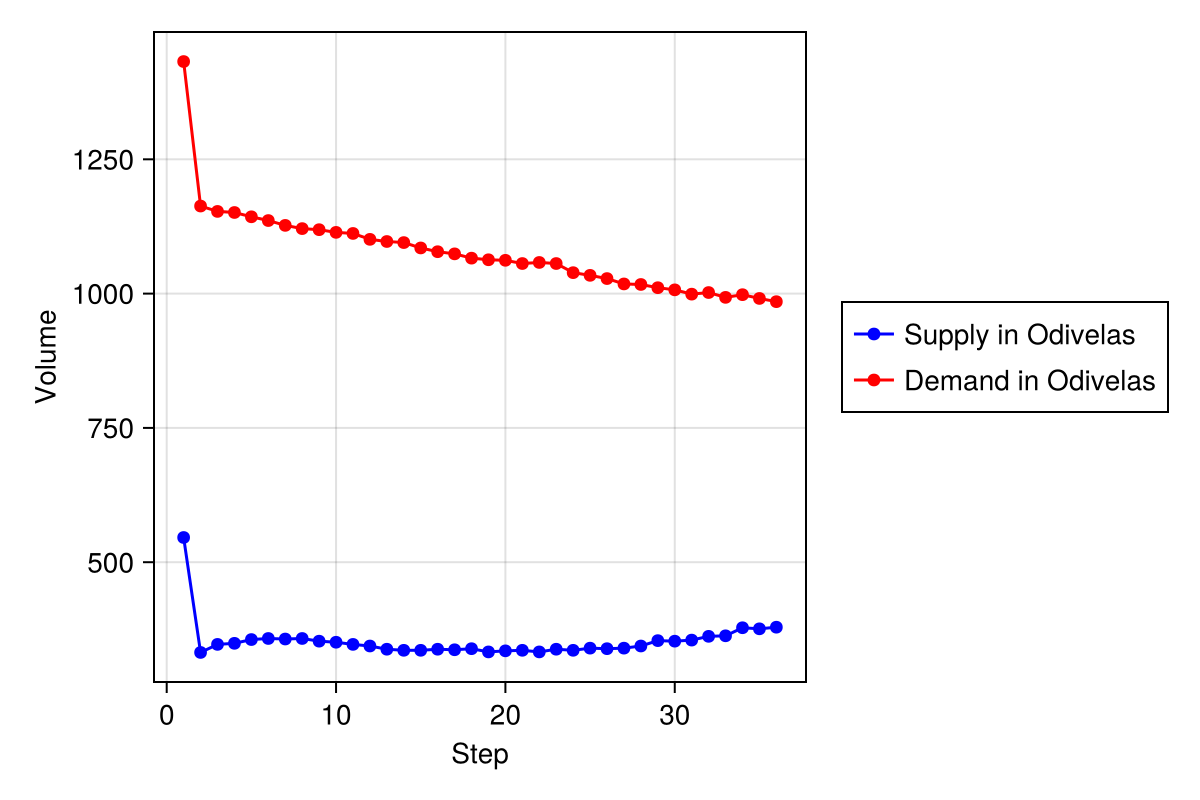 1250
1000
750
500
Volume
0 10 20 30
Step
Supply in Odivelas
Demand in Odivelas